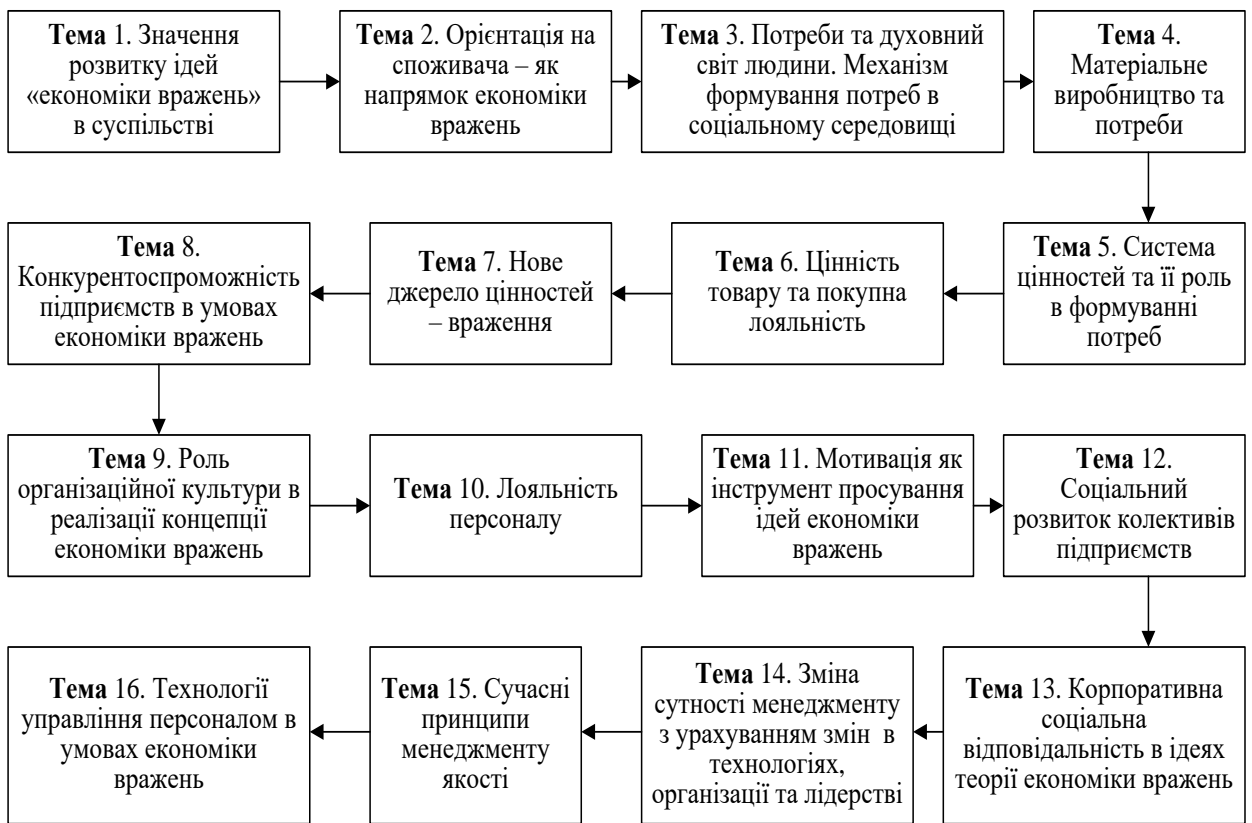 Тема 1. Значення
розвитку ідей
«економіки вражень»
в суспільстві
Тема 2. Орієнтація на
споживача – як
напрямок економіки
вражень
Тема 3. Потреби та духовний
світ людини. Механізм
формування потреб в
соціальному середовищі
Тема 4.
Матеріальне
виробництво та
потреби
Тема 5. Система
цінностей та її роль
в формуванні
потреб
Тема 6. Цінність
товару та покупна
лояльність
Тема 7. Нове
джерело цінностей
– враження
Тема 8.
Конкурентоспроможність
підприємств в умовах
економіки вражень
Тема 9. Роль
організаційної культури в
реалізації концепції
економіки вражень
Тема 10. Лояльність
персоналу
Тема 11. Мотивація як
інструмент просування
ідей економіки
вражень
Тема 12.
Соціальний
розвиток колективів
підприємств
Тема 13. Корпоративна
соціальна
відповідальність в ідеях
теорії економіки вражень
Тема 14. Зміна
сутності менеджменту
з урахуванням змін в
технологіях,
організації та лідерстві
Тема 15. Сучасні
принципи
менеджменту
якості
Тема 16. Технології
управління персоналом в
умовах економіки
вражень